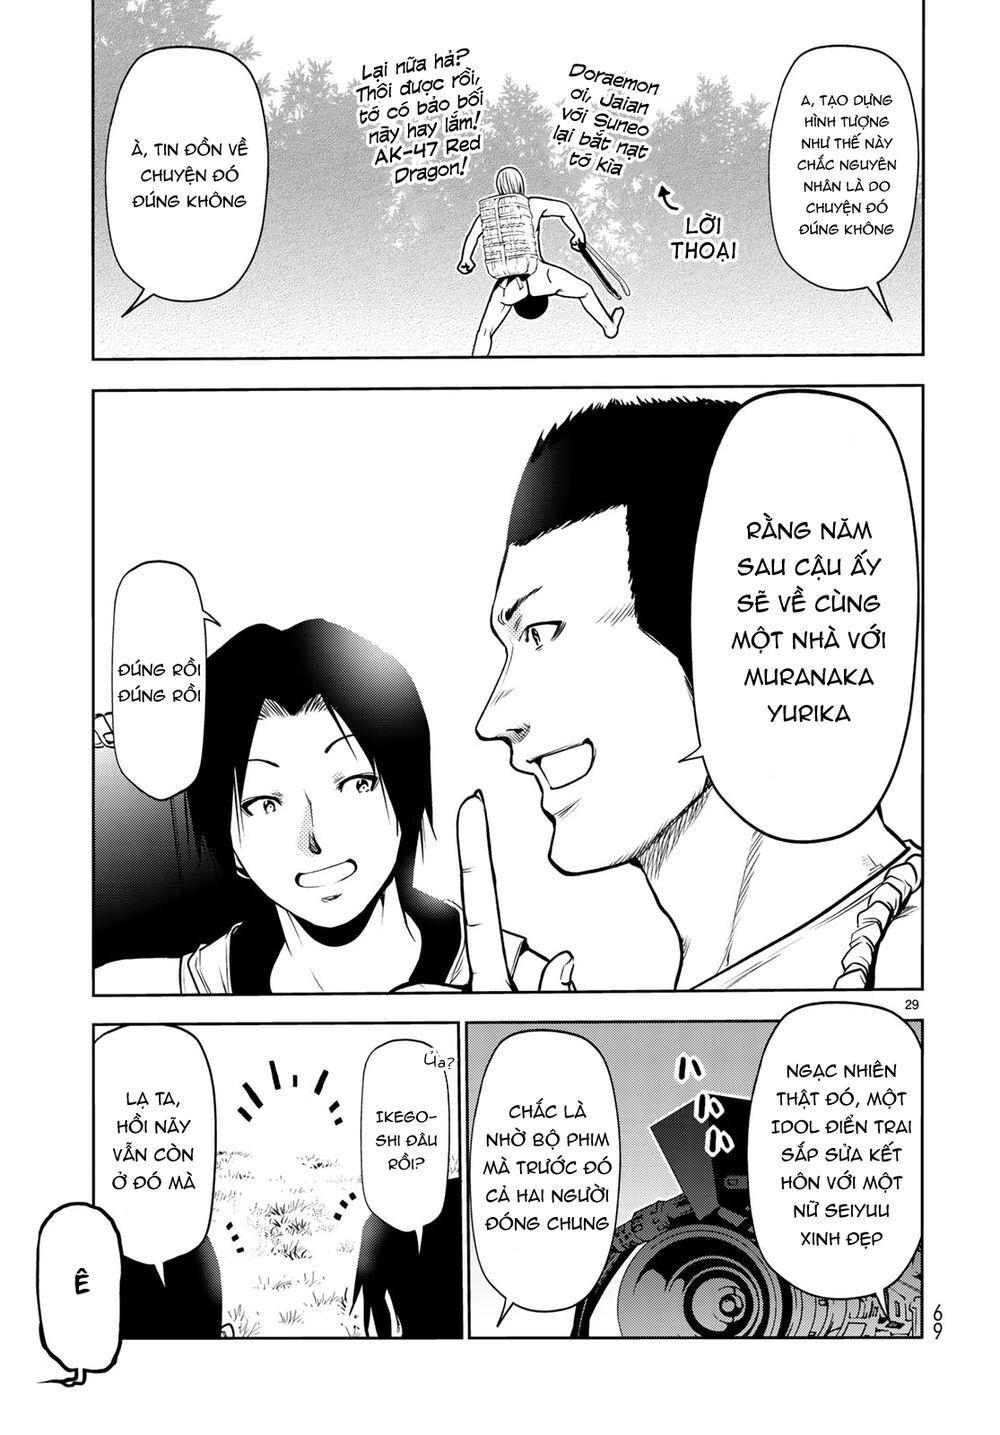 A, TẠO DỰNG
HÌNH TƯỢNG
NHƯ THẾ NÀY
CHẮC NGUYÊN
NHÂN LÀ DO
CHUYỆN ĐÓ
ĐÚNG KHÔNG
Doraemon
ơi, Jaian
với Suneo
lại bắt nạt
tớ kìa
LỜI
THOẠI
Lại nữa hả?
Thôi được rồi,
tớ có bảo bối
này hay lắm!
AK-47 Red
Dragon!
À, TIN ĐỒN VỀ
CHUYỆN ĐÓ
ĐÚNG KHÔNG
RẰNG NĂM
SAU CẬU ẤY
SẼ VỀ CÙNG
MỘT NHÀ VỚI
MURANAKA
YURIKA
ĐÚNG RỒI
ĐÚNG RỒI
29
NGẠC NHIÊN
THẬT ĐÓ, MỘT
IDOL ĐIỂN TRAI
SẮP SỬA KẾT
HÔN VỚI MỘT
NỮ SEIYUU
XINH ĐẸP
CHẮC LÀ
NHỜ BỘ PHIM
MÀ TRƯỚC ĐÓ
CẢ HAI NGƯỜI
ĐÓNG CHUNG
Ủa?
IKEGO-
SHI ĐÂU
RỒI?
LẠ TA,
HỒI NÃY
VẪN CÒN
Ở ĐÓ MÀ
Ê
69